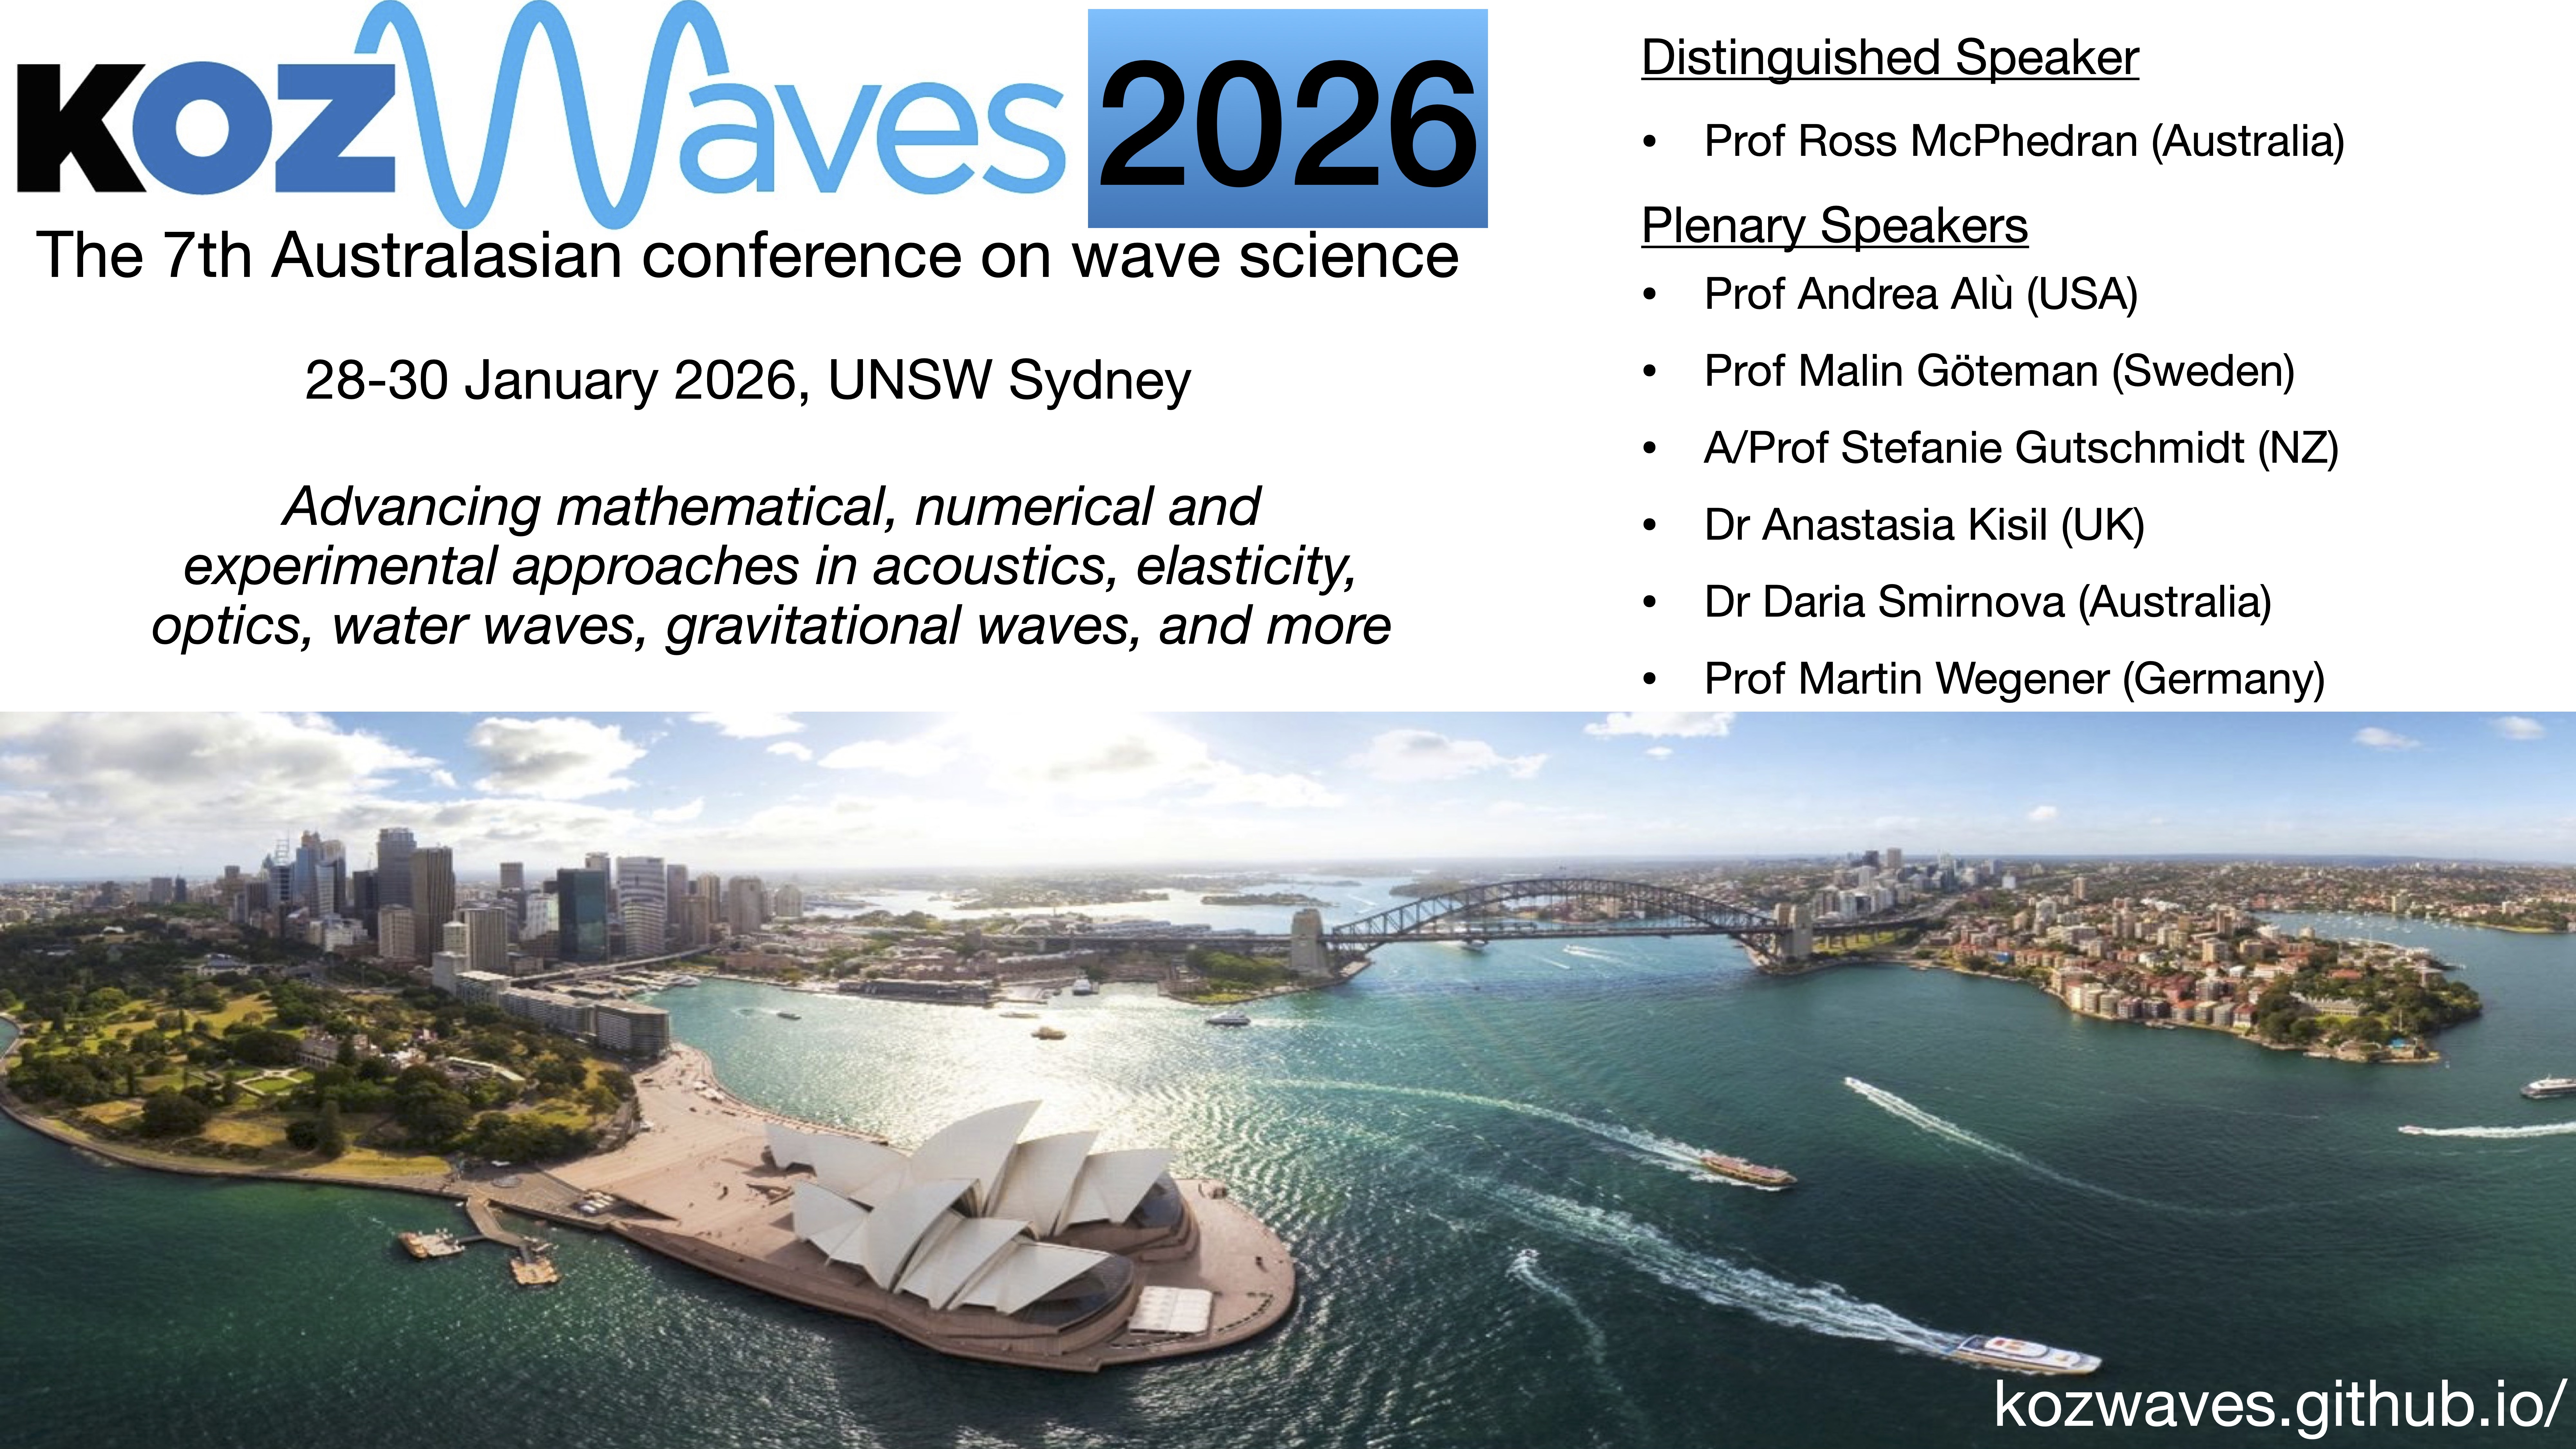 KOZWaves 2026
The 7th Australasian conference on wave science
28-30 January 2026, UNSW Sydney
Advancing mathematical, numerical and
experimental approaches in acoustics, elasticity,
optics, water waves, gravitational waves, and more
Distinguished Speaker
• Prof Ross McPhedran (Australia)
Plenary Speakers
• Prof Andrea Alù (USA)
• Prof Malin Göteman (Sweden)
• A/Prof Stefanie Gutschmidt (NZ)
• Dr Anastasia Kisil (UK)
• Dr Daria Smirnova (Australia)
• Prof Martin Wegener (Germany)
kozwaves.github.io/